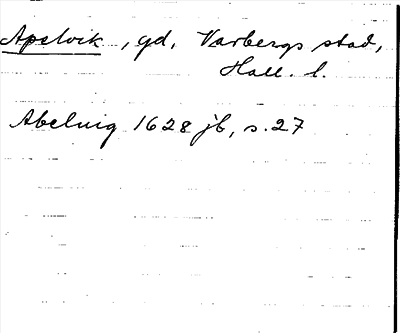 Apelvik, gd, Varbergs stad,
Hall. l.
Abeluig 1628 jb, s. 27